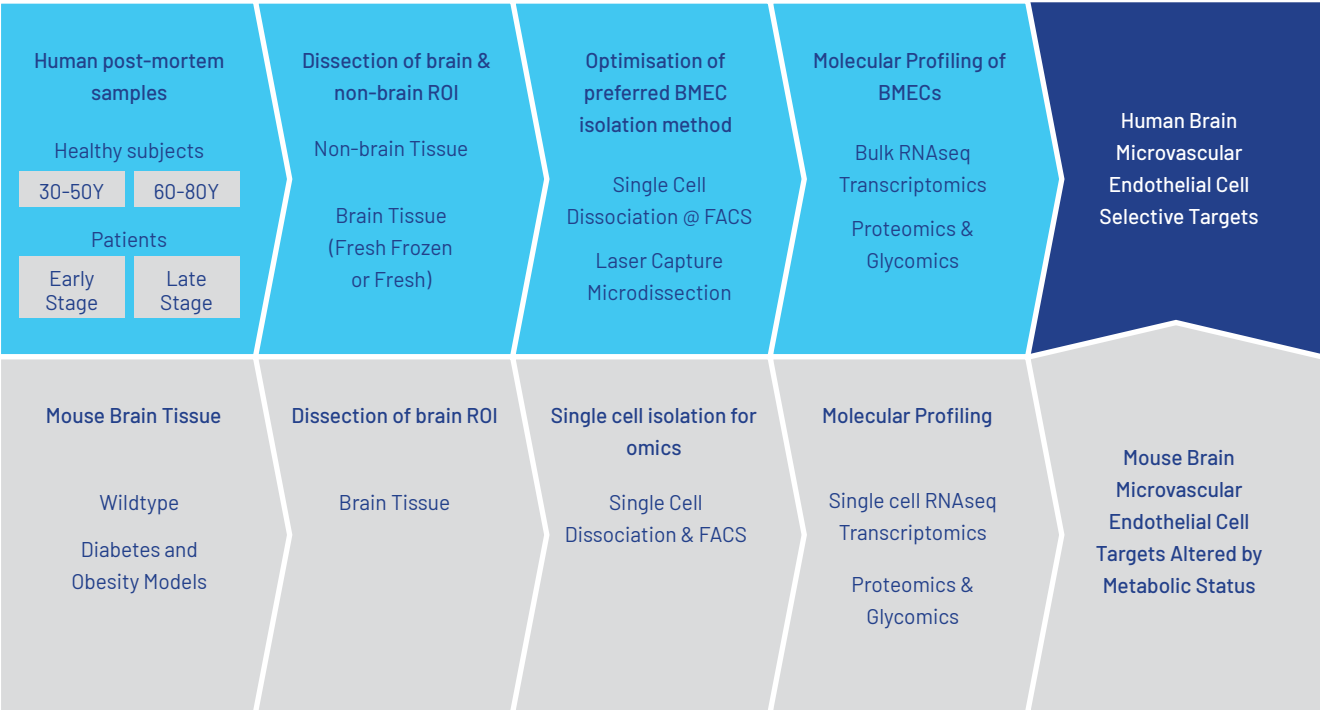 Human post-mortem
samples
Healthy subjects
30-50Y
60-80Y
Patients
Early
Stage
Late
Stage
Dissection of brain &
non-brain ROI
Non-brain Tissue
Brain Tissue
(Fresh Frozen
or Fresh)
Optimisation of
preferred BMEC
isolation method
Single Cell
Dissociation @ FACS
Laser Capture
Microdissection
Molecular Profiling of
BMECs
Bulk RNAseq
Transcriptomics
Proteomics &
Glycomics
Human Brain
Microvascular
Endothelial Cell
Selective Targets
Mouse Brain Tissue
Wildtype
Diabetes and
Obesity Models
Dissection of brain ROI
Brain Tissue
Single cell isolation for
omics
Single Cell
Dissociation & FACS
Molecular Profiling
Single cell RNAseq
Transcriptomics
Proteomics &
Glycomics
Mouse Brain
Microvascular
Endothelial Cell
Targets Altered by
Metabolic Status